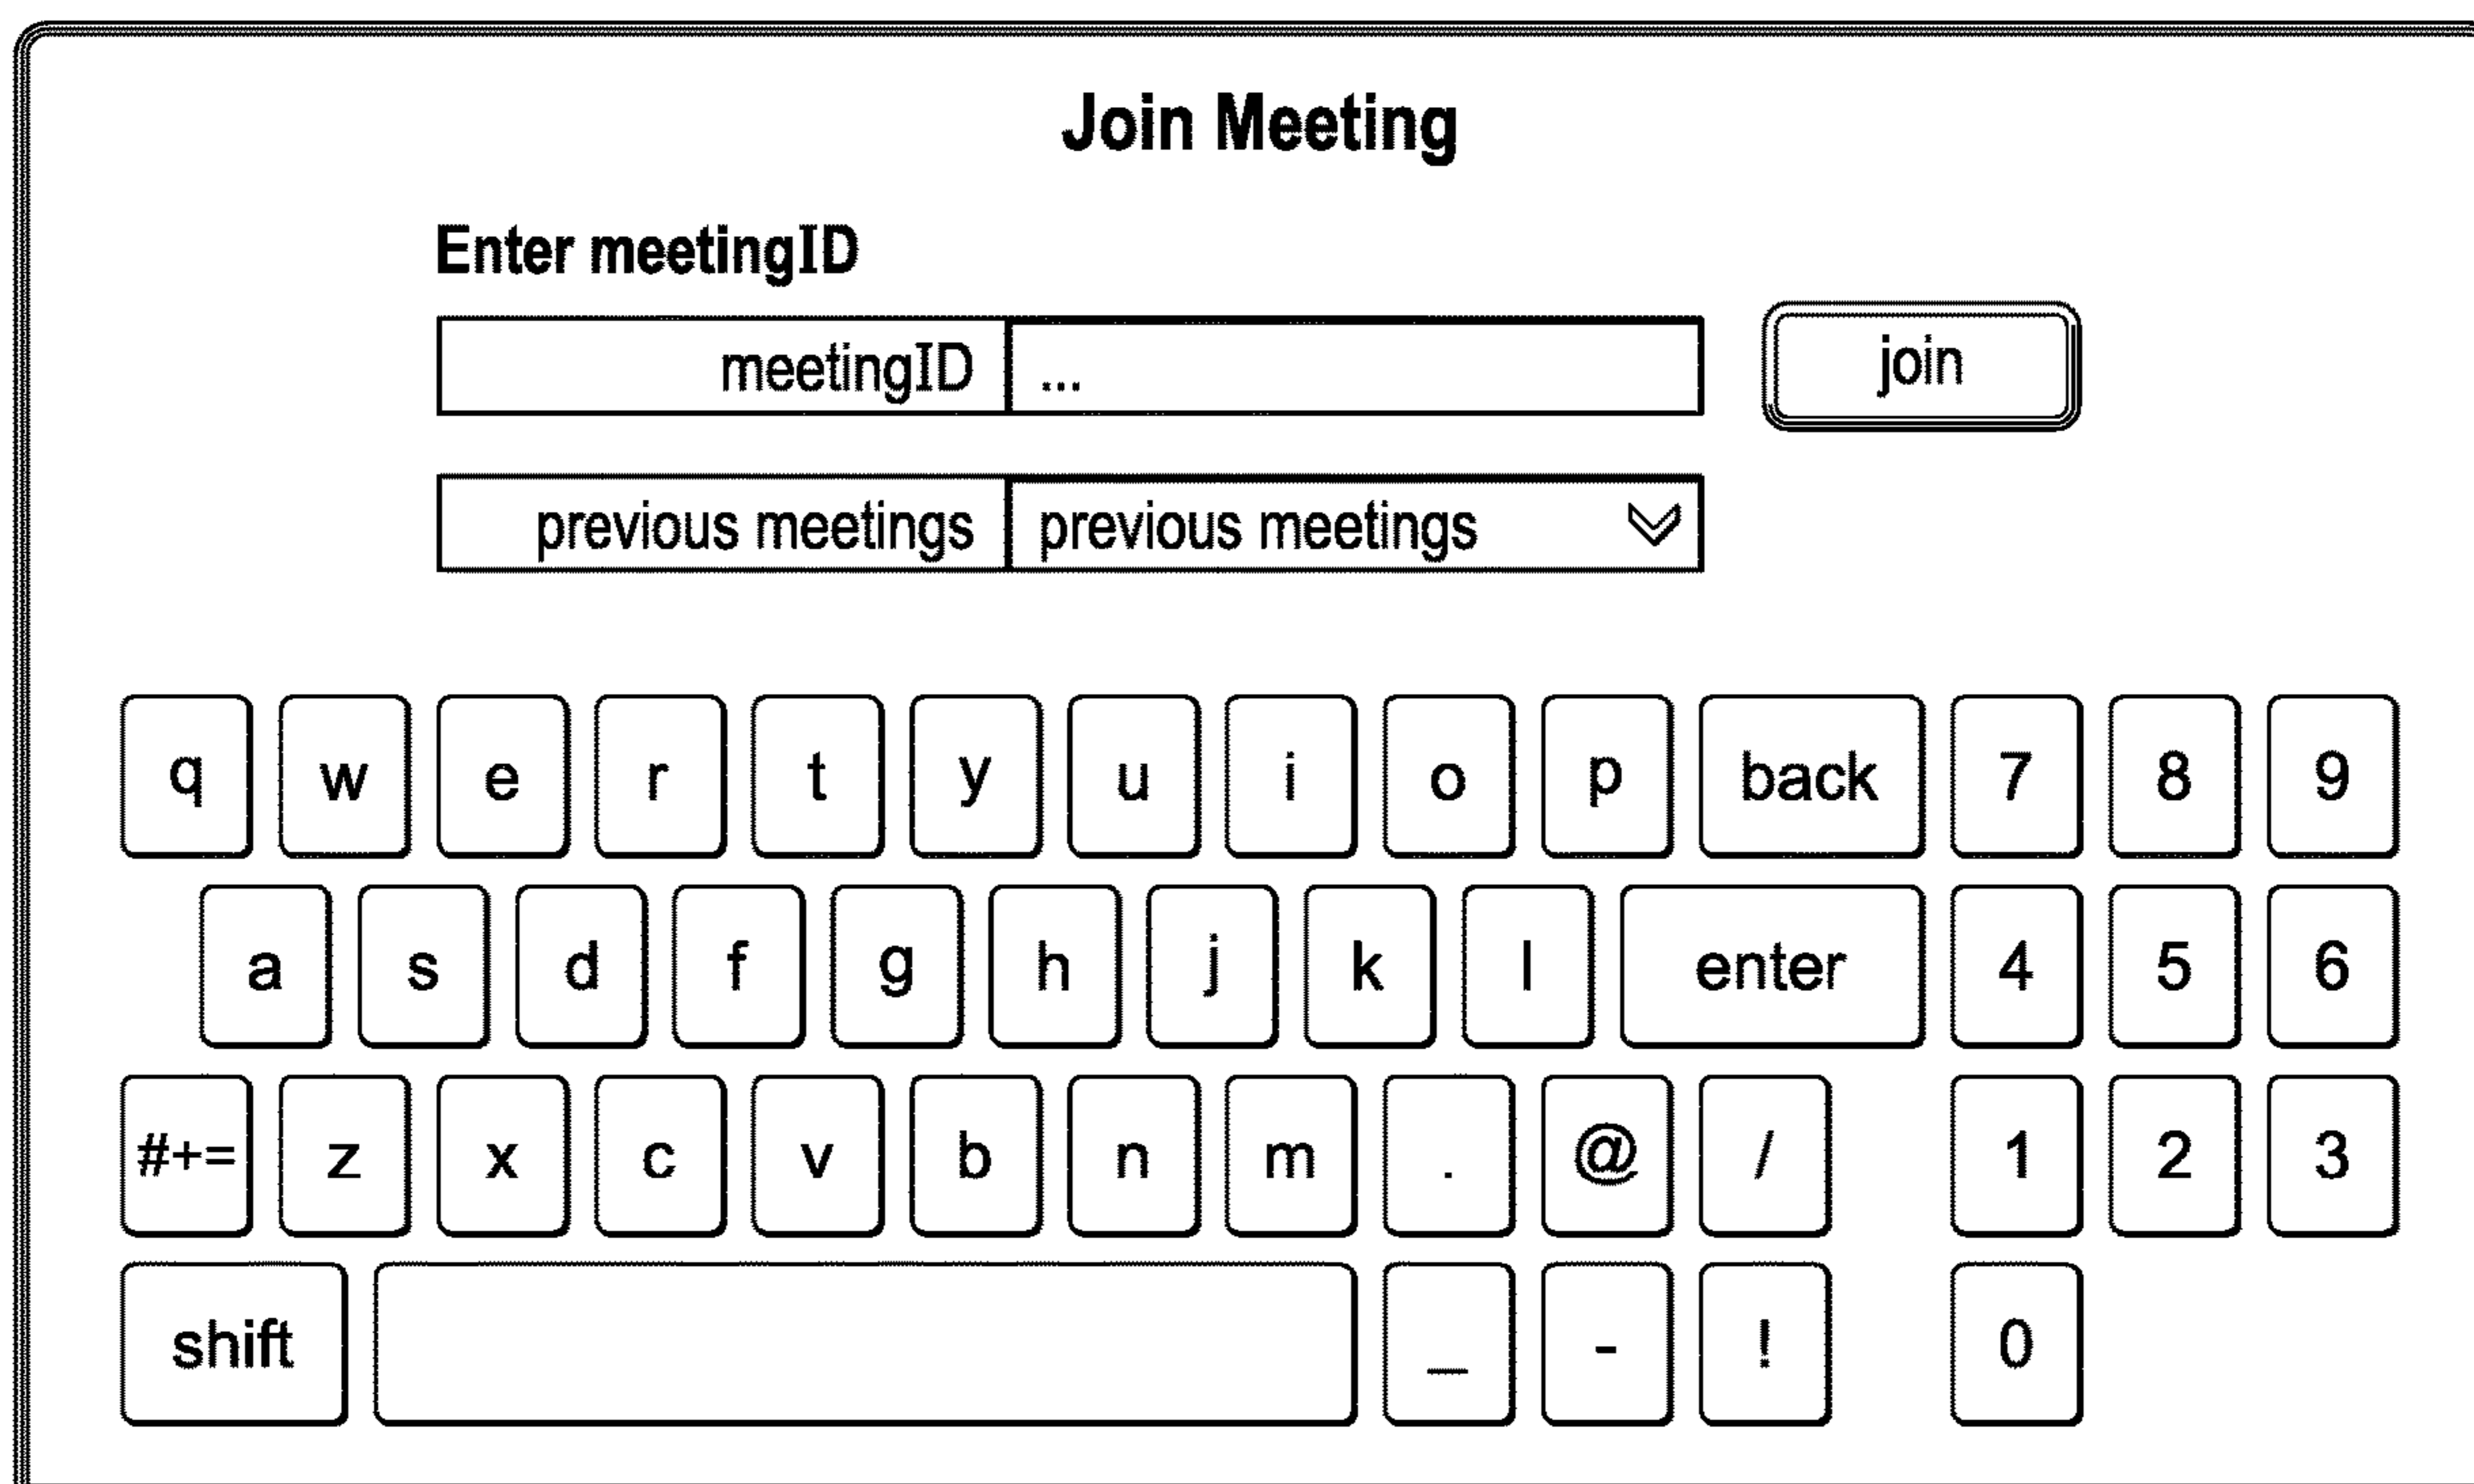 Join Meeting
Enter meetingID
meetingID ... join
previous meetings previous meetings
q w e r t y u i o p back 7 8 9
a s d f g h j k l enter 4 5 6
#+= z x c v b n m . @ / 1 2 3
shift _ - ! 0